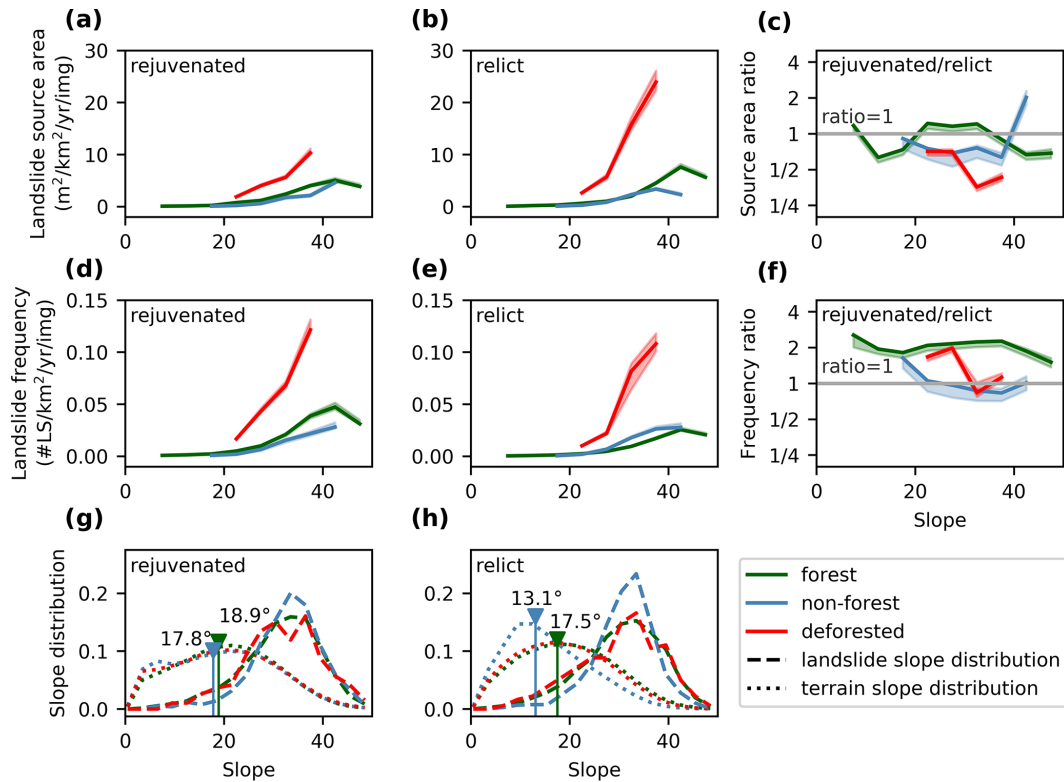 (a)
(b)
(c)
Landslide source area
(m²/km²/yr/img)
30
20
10
0
rejuvenated
0
20
40
30
20
10
0
relict
0
20
40
Source area ratio
4
2
1
1/2
1/4
rejuvenated/relict
ratio=1
0
20
40
(d)
(e)
(f)
Landslide frequency
(#LS/km²/yr/img)
0.15
0.10
0.05
0.00
rejuvenated
0
20
40
0.15
0.10
0.05
0.00
relict
0
20
40
Frequency ratio
4
2
1
1/2
1/4
rejuvenated/relict
ratio=1
0
20
40
Slope
(g)
(h)
Slope distribution
0.2
0.1
0.0
rejuvenated
18.9°
17.8°
0
20
40
Slope
0.2
0.1
0.0
relict
13.1°
17.5°
0
20
40
Slope
forest
non-forest
deforested
landslide slope distribution
terrain slope distribution